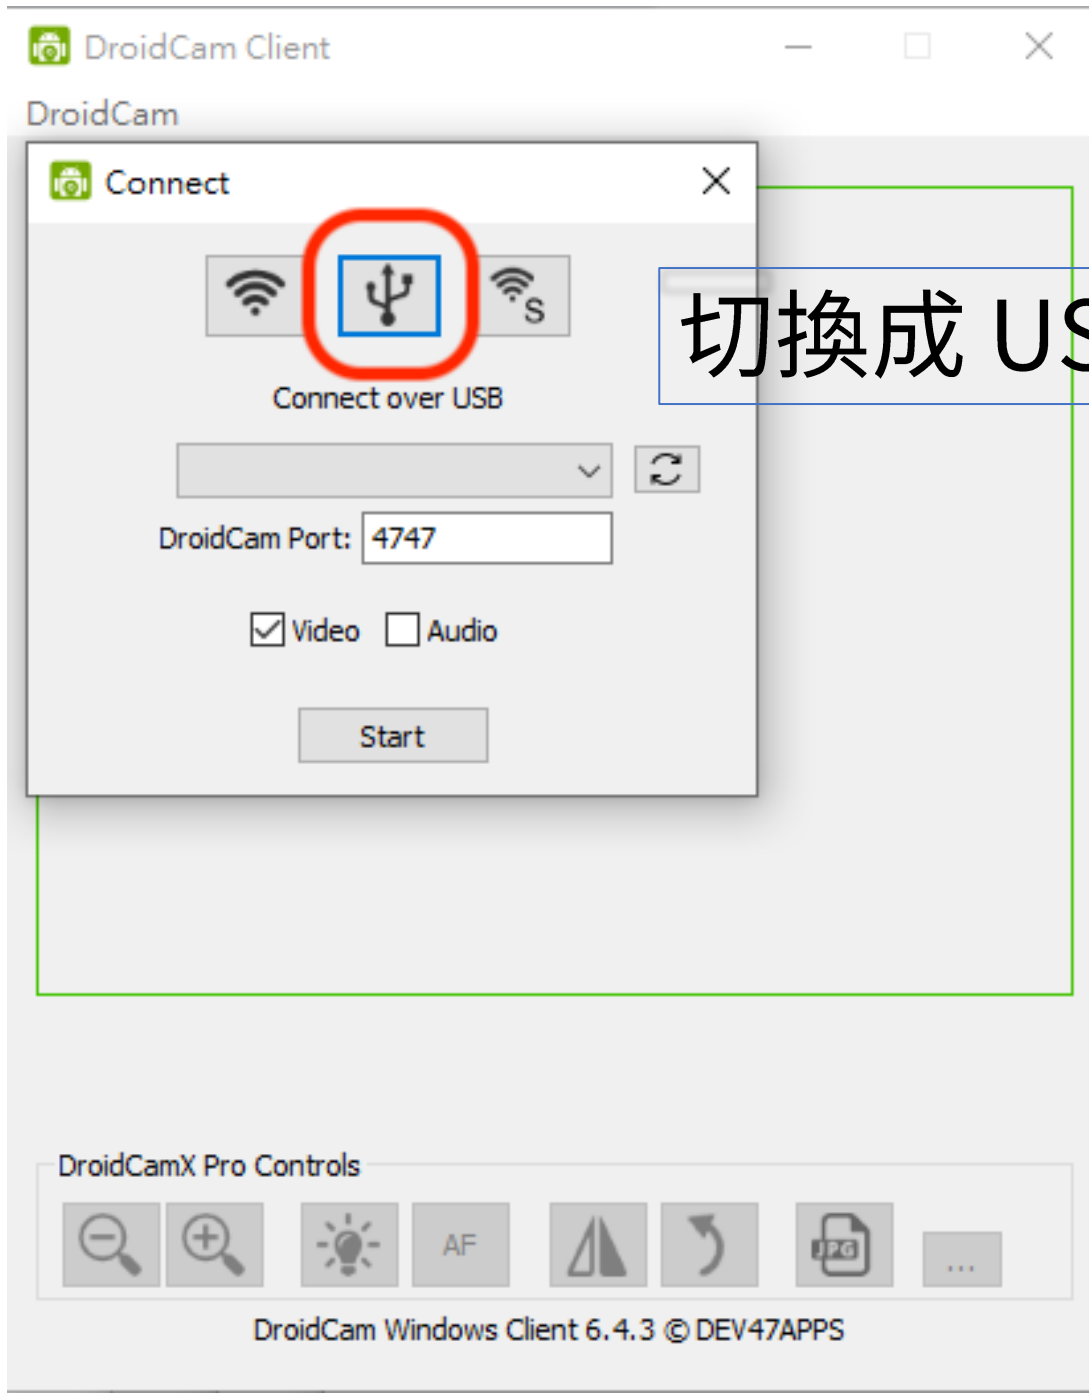 DroidCam Client
DroidCam
Connect
S
切換成 US
Connect over USB
DroidCam Port: 4747
Video Audio
Start
DroidCamX Pro Controls
AF
JPG
...
DroidCam Windows Client 6.4.3 © DEV47APPS